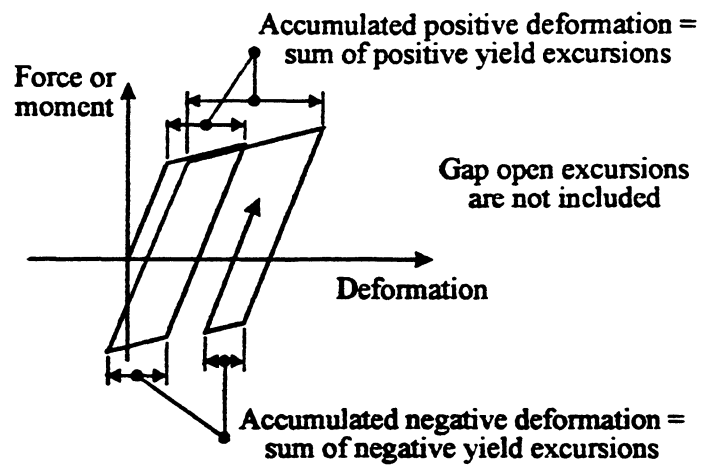 Accumulated positive deformation =
sum of positive yield excursions
Force or
moment
Gap open excursions
are not included
Deformation
Accumulated negative deformation =
sum of negative yield excursions